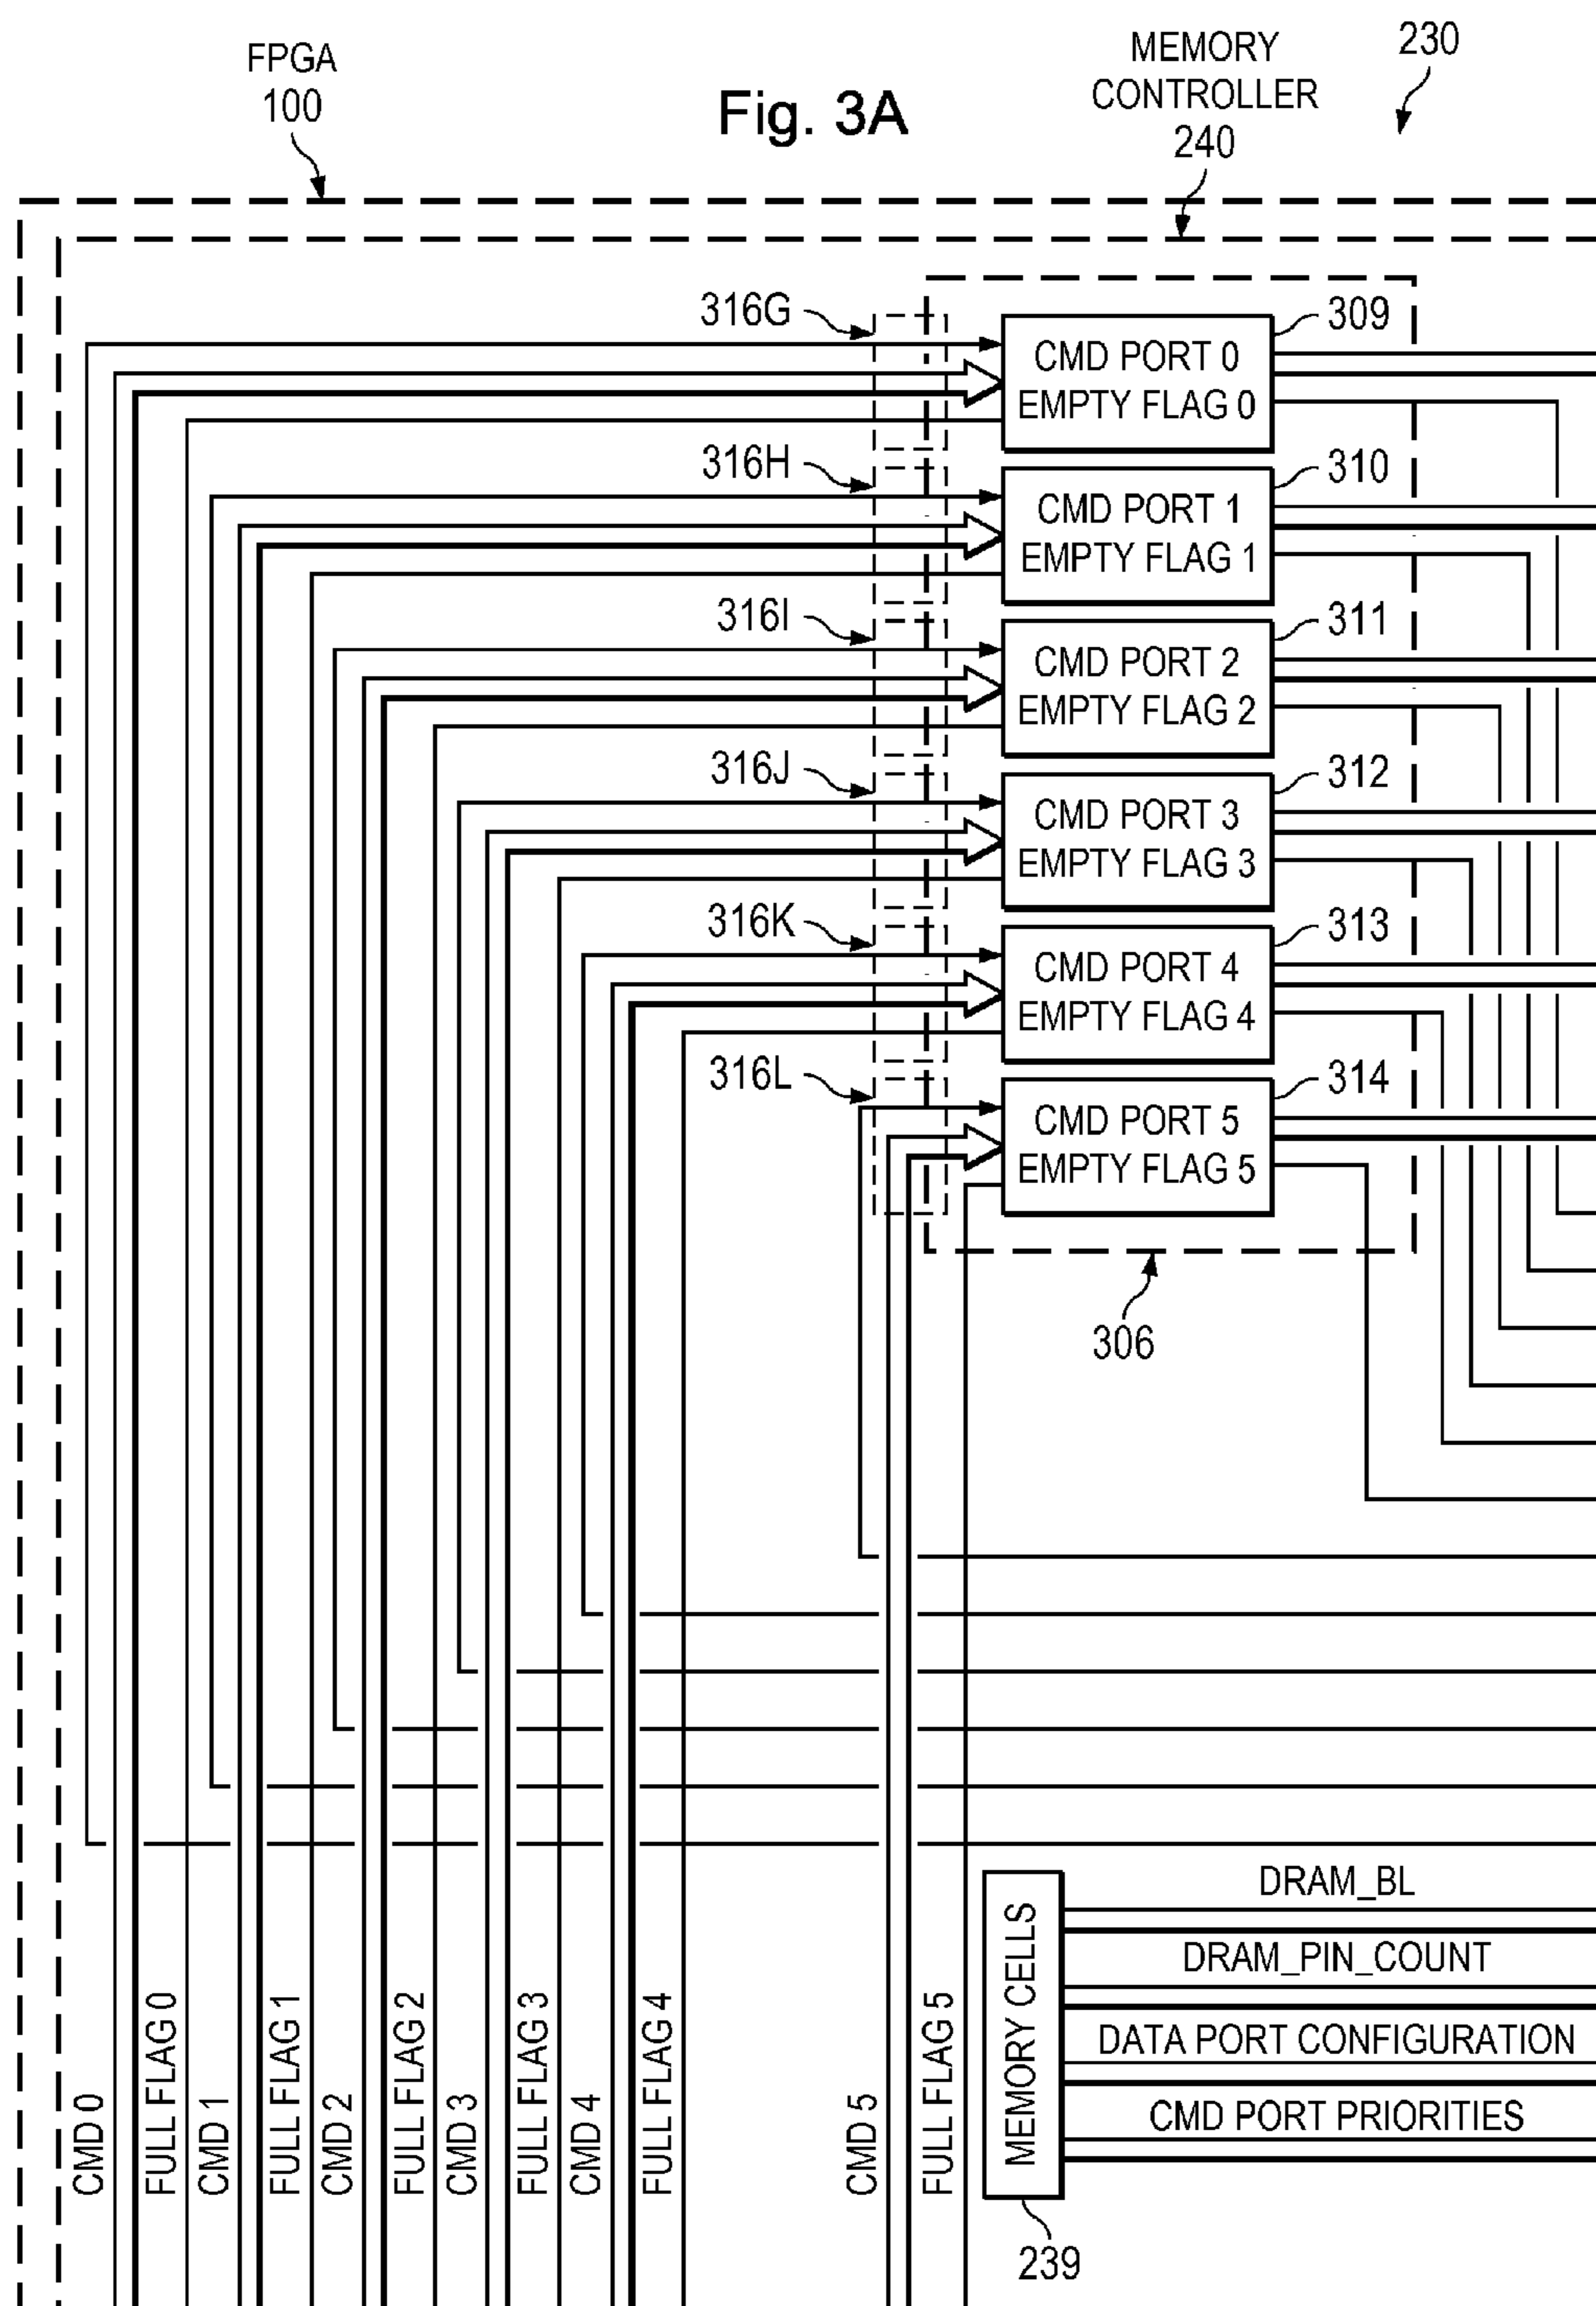 FPGA
100
Fig. 3A
MEMORY
CONTROLLER
240
230
316G
CMD PORT 0
EMPTY FLAG 0
309
316H
CMD PORT 1
EMPTY FLAG 1
310
316I
CMD PORT 2
EMPTY FLAG 2
311
316J
CMD PORT 3
EMPTY FLAG 3
312
316K
CMD PORT 4
EMPTY FLAG 4
313
316L
CMD PORT 5
EMPTY FLAG 5
314
306
CMD 0
FULL FLAG 0
CMD 1
FULL FLAG 1
CMD 2
FULL FLAG 2
CMD 3
FULL FLAG 3
CMD 4
FULL FLAG 4
CMD 5
FULL FLAG 5
MEMORY CELLS
DRAM_BL
DRAM_PIN_COUNT
DATA PORT CONFIGURATION
CMD PORT PRIORITIES
239